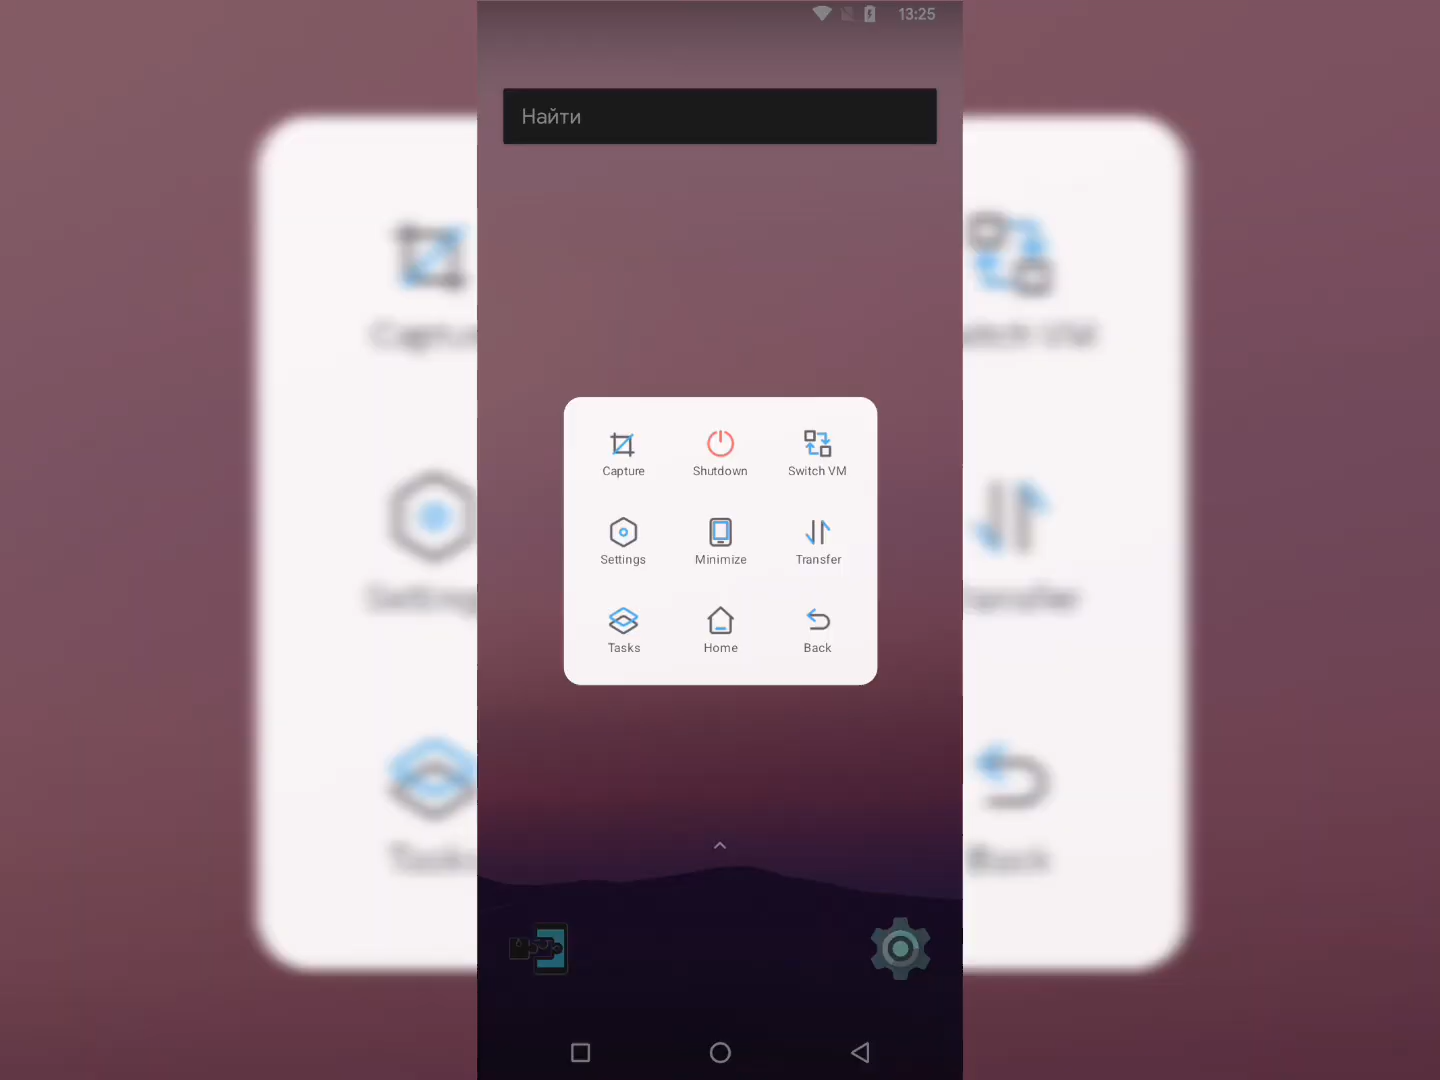 13:25
Найти
Capture Shutdown Switch VM
Settings Minimize Transfer
Tasks Home Back